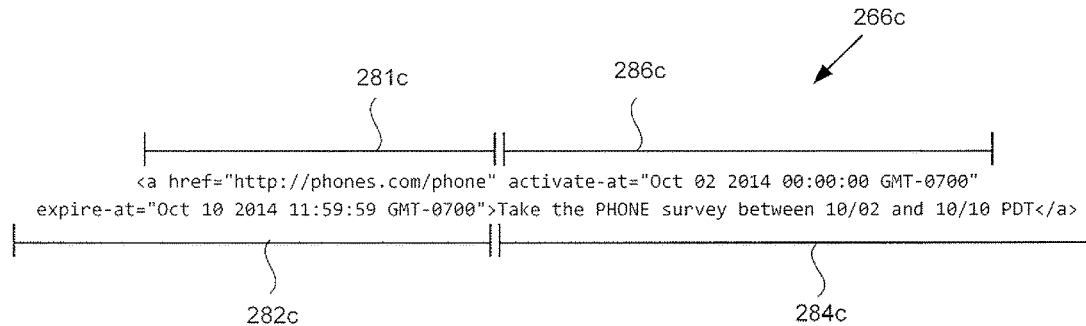 266c
281c 286c
<a href="http://phones.com/phone" activate-at="Oct 02 2014 00:00:00 GMT-0700"
expire-at="Oct 10 2014 11:59:59 GMT-0700">Take the PHONE survey between 10/02 and 10/10 PDT</a>
282c 284c